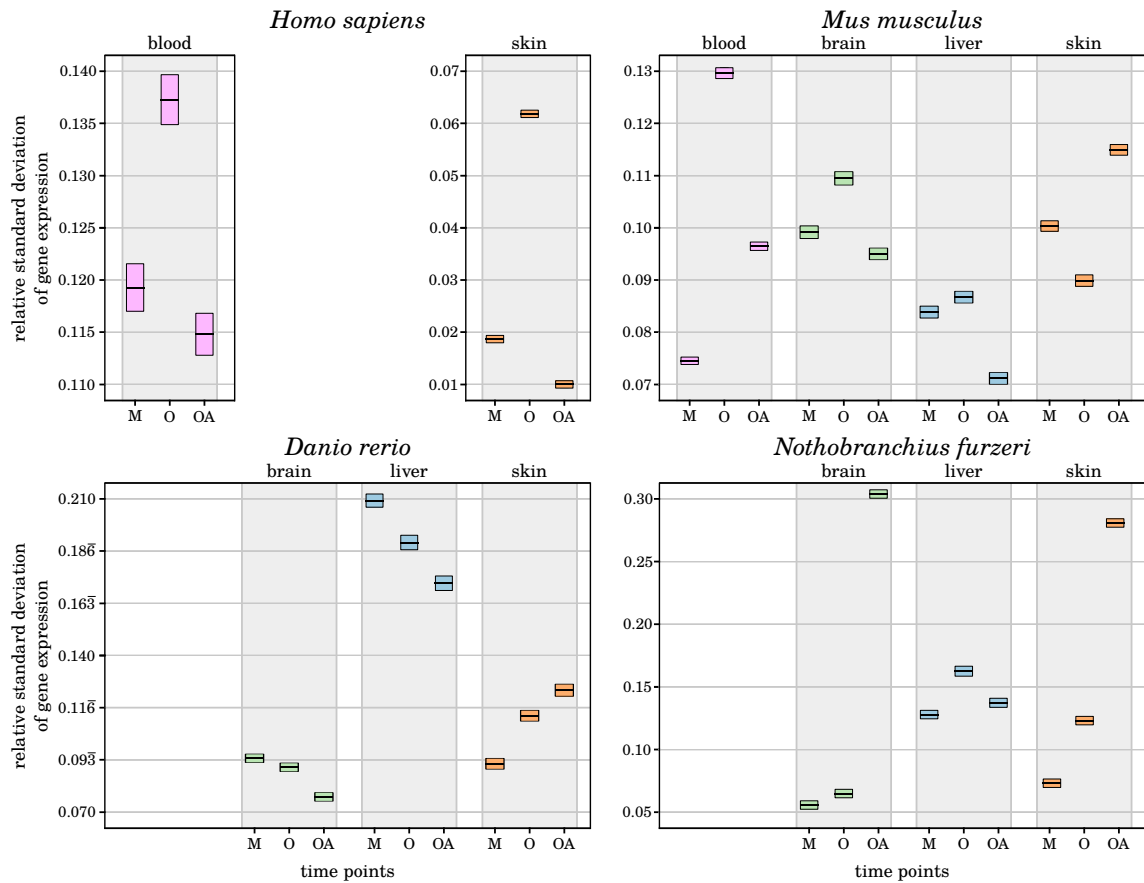 Homo sapiens
Mus musculus
blood
skin
blood
brain
liver
skin
relative standard deviation
of gene expression
0.140
0.135
0.130
0.125
0.120
0.115
0.110
0.07
0.06
0.05
0.04
0.03
0.02
0.01
0.13
0.12
0.11
0.10
0.09
0.08
0.07
M O OA
M O OA
M O OA
M O OA
M O OA
M O OA
Danio rerio
Nothobranchius furzeri
brain
liver
skin
brain
liver
skin
relative standard deviation
of gene expression
0.210
0.186̅
0.163̅
0.140
0.116
0.093̅
0.070
0.30
0.20
0.15
0.10
0.05
M O OA
M O OA
M O OA
M O OA
M O OA
M O OA
time points
time points